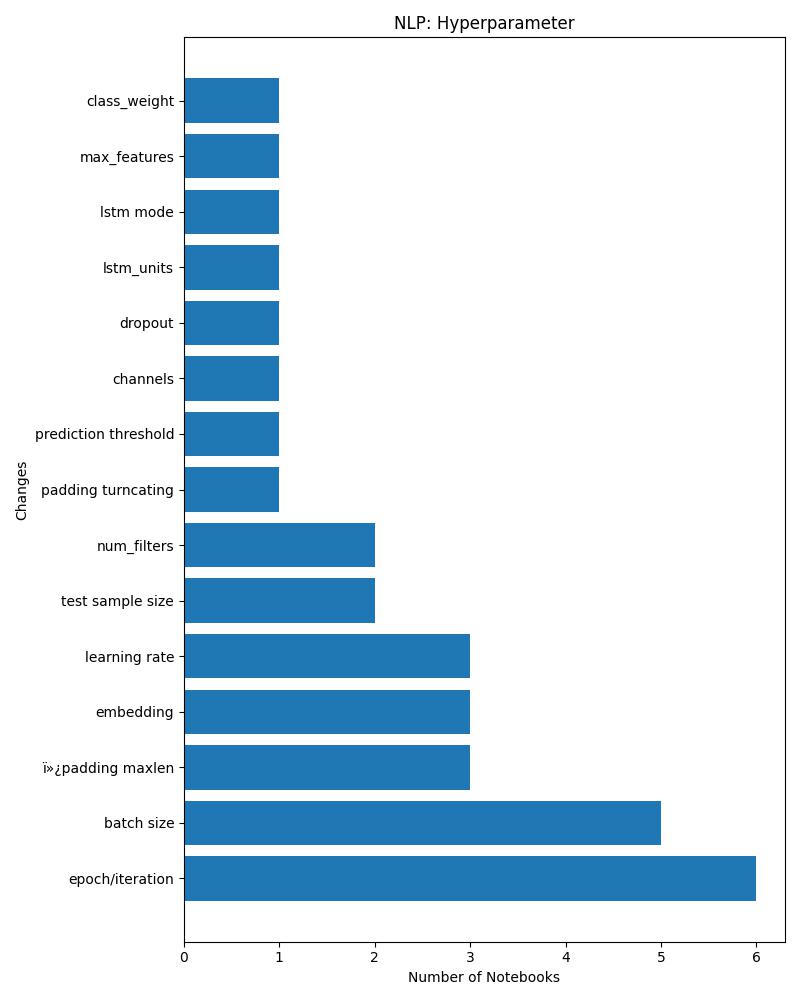 NLP: Hyperparameter
class_weight
max_features
lstm mode
lstm_units
dropout
channels
prediction threshold
padding turncating
num_filters
test sample size
learning rate
embedding
ï»¿padding maxlen
batch size
epoch/iteration
Changes
0 1 2 3 4 5 6
Number of Notebooks